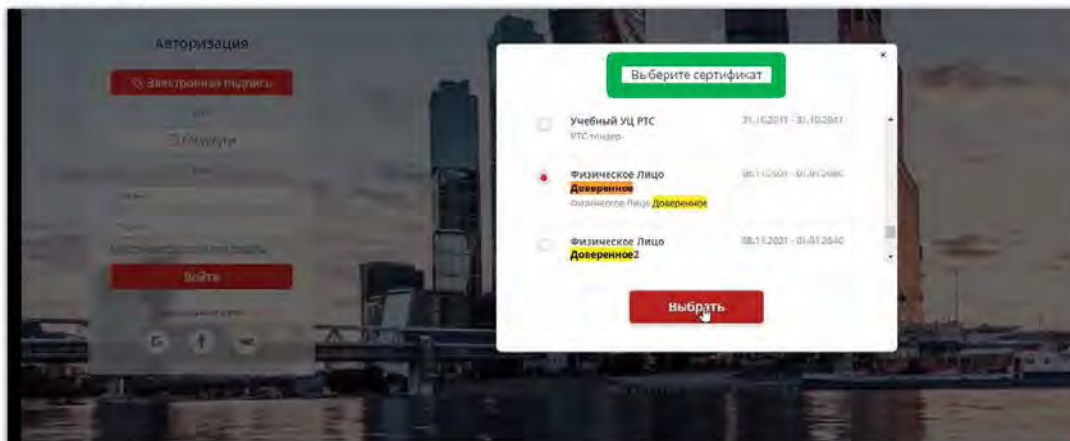 Авторизация
Электронная подпись
Госуслуги
Войти
Выберите сертификат
Учебный УЦ РТС
31.10.2011 - 31.10.2041
РТС-тендер
Физическое Лицо
Доверенное
Физическое Лицо Доверенное
Физическое Лицо
08.11.2021 - 01.01.2040
Доверенное2
Выбрать